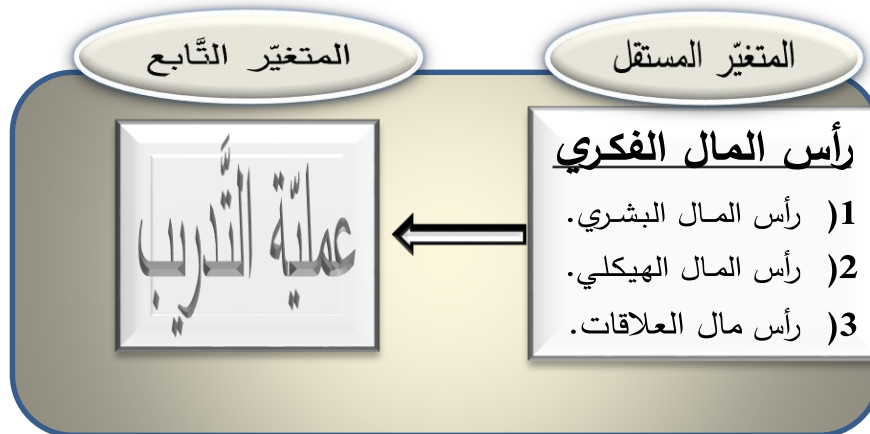 المتغيّر المستقل
رأس المال الفكري
1) رأس المال البشري.
2) رأس المال الهيكلي.
3) رأس مال العلاقات.
المتغيّر التَّابع
عمليّة التَّدريب